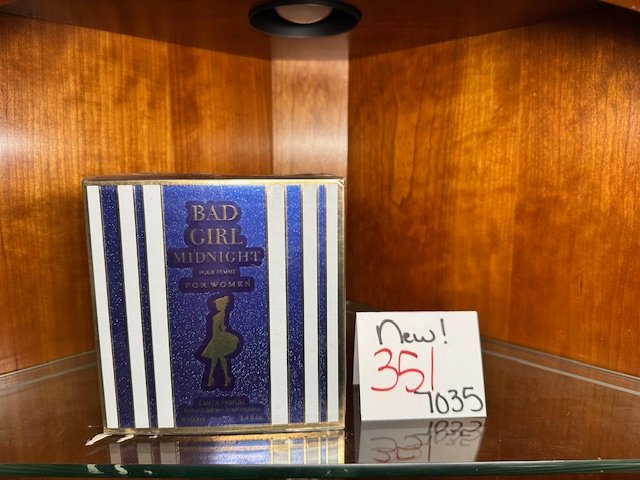 BAD
GIRL
MIDNIGHT
POUR FEMME
FOR WOMEN
EAU DE PARFUM
New!
351
7035